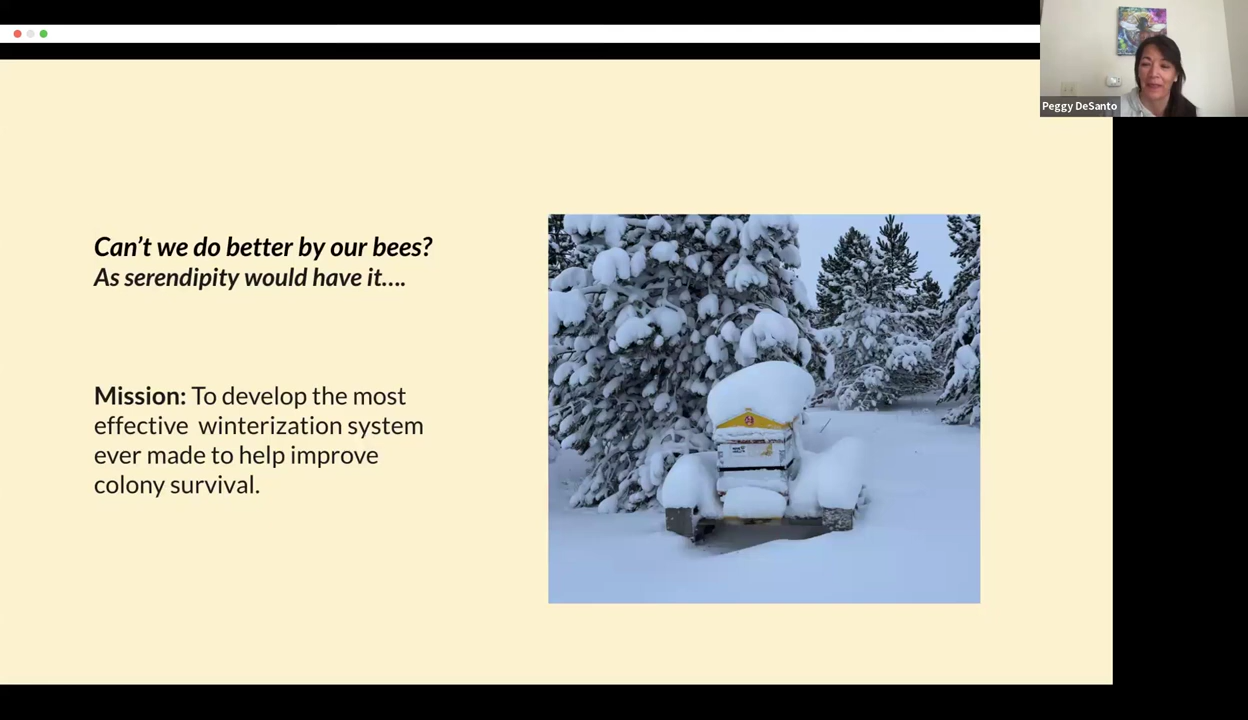 Can't we do better by our bees?
As serendipity would have it....
Mission: To develop the most
effective winterization system
ever made to help improve
colony survival.
Peggy DeSanto